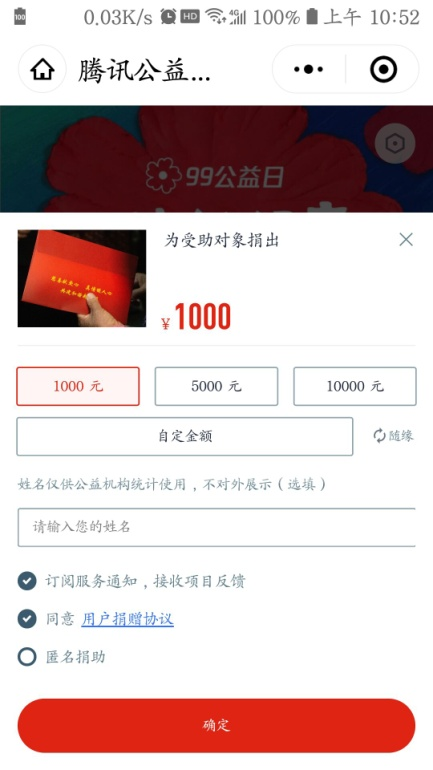 100 0.03K/s HD 4G 100% 上午 10:52
腾讯公益...
99公益日
为受助对象捐出
¥1000
1000 元 5000 元 10000 元
自定金额 随缘
姓名仅供公益机构统计使用，不对外展示（选填）
请输入您的姓名
订阅服务通知，接收项目反馈
同意 用户捐赠协议
匿名捐助
确定